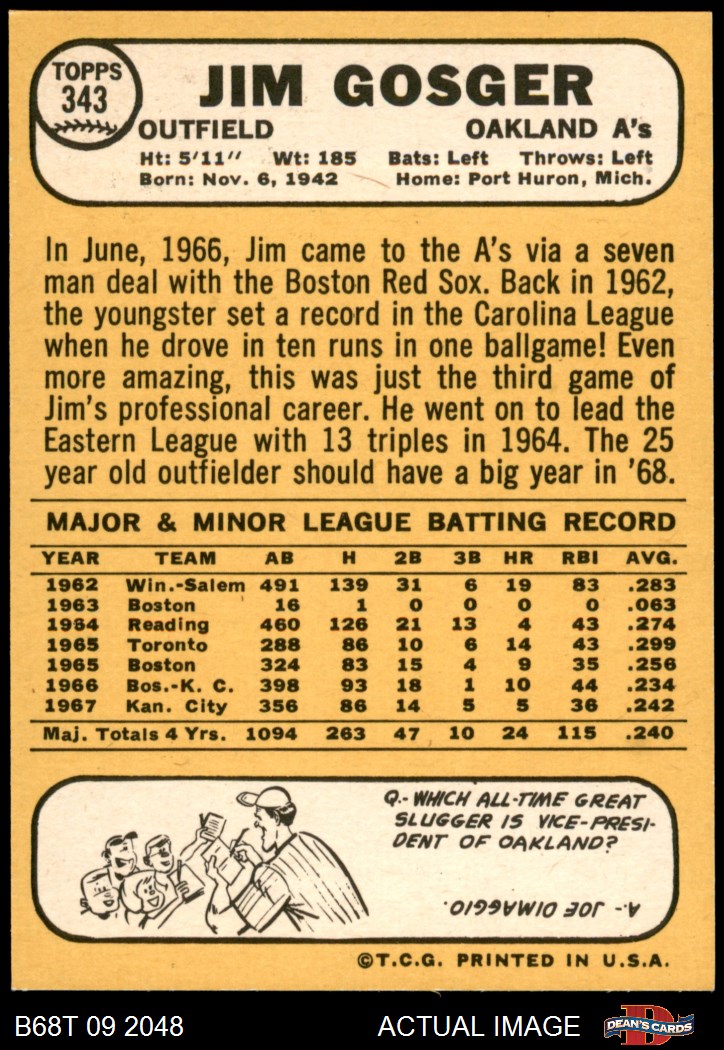 TOPPS
343
JIM GOSGER
OUTFIELD OAKLAND A's
Ht: 5'11" Wt: 185 Bats: Left Throws: Left
Born: Nov. 6, 1942 Home: Port Huron, Mich.
In June, 1966, Jim came to the A's via a seven
man deal with the Boston Red Sox. Back in 1962,
the youngster set a record in the Carolina League
when he drove in ten runs in one ballgame! Even
more amazing, this was just the third game of
Jim's professional career. He went on to lead the
Eastern League with 13 triples in 1964. The 25
year old outfielder should have a big year in '68.
MAJOR & MINOR LEAGUE BATTING RECORD
YEAR TEAM AB H 2B 3B HR RBI AVG.
1962 Win.-Salem 491 139 31 6 19 83 .283
1963 Boston 16 1 0 0 0 0 .063
1964 Reading 460 126 21 13 4 43 .274
1965 Toronto 288 86 10 6 14 43 .299
1965 Boston 324 83 15 4 9 35 .256
1966 Bos.-K. C. 398 93 18 1 10 44 .234
1967 Kan. City 356 86 14 5 5 36 .242
Maj. Totals 4 Yrs. 1094 263 47 10 24 115 .240
Q.- WHICH ALL-TIME GREAT
SLUGGER IS VICE-PRESI-
DENT OF OAKLAND?
A.- JOE DIMAGGIO.
©T.C.G. PRINTED IN U.S.A.
B68T 09 2048 ACTUAL IMAGE DEAN'S CARDS